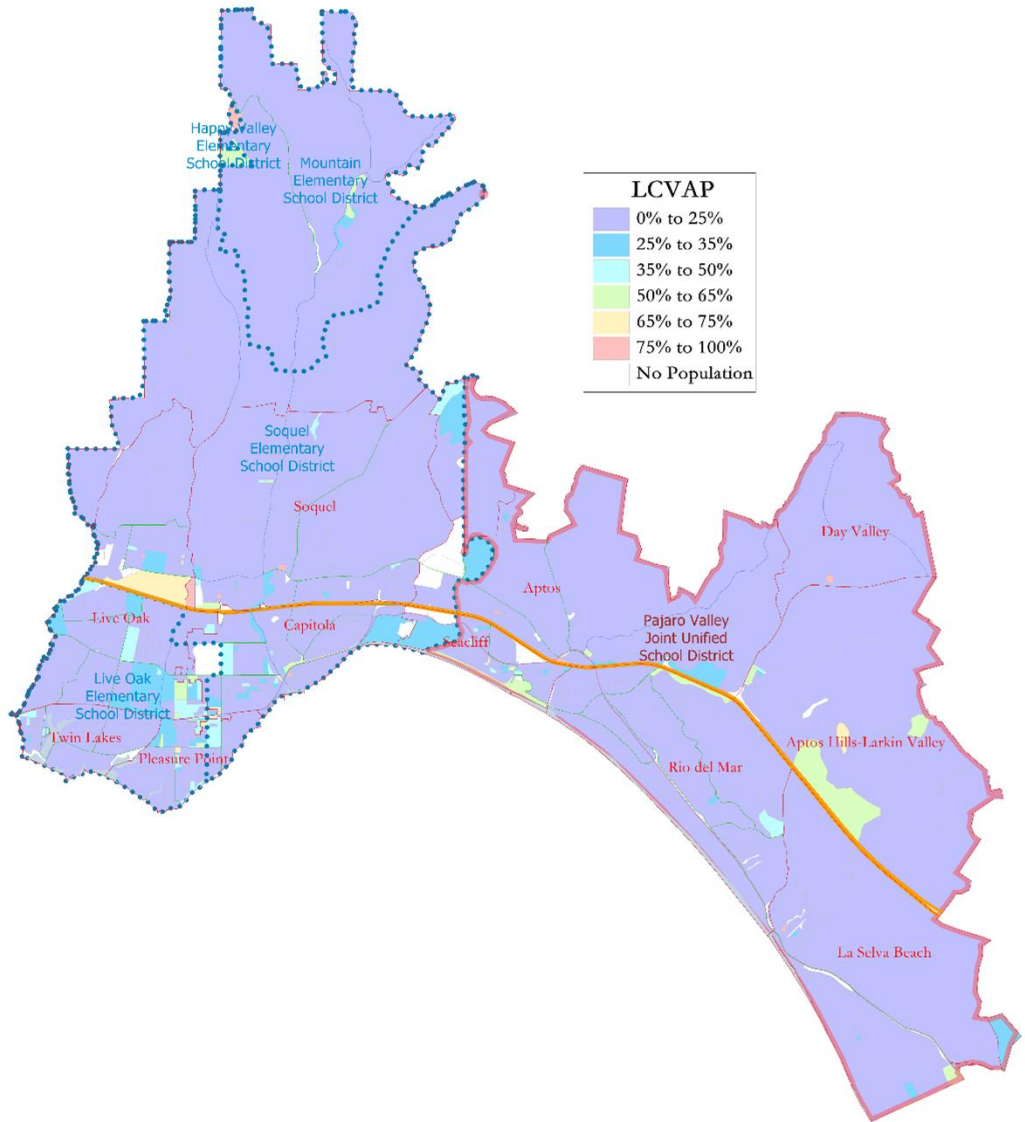 Happy Valley
Elementary
School District
Mountain
Elementary
School District
LCVAP
0% to 25%
25% to 35%
35% to 50%
50% to 65%
65% to 75%
75% to 100%
No Population
Soquel
Elementary
School District
Soquel
Day Valley
Aptos
Live Oak
Capitola
Seacliff
Pajaro Valley
Joint Unified
School District
Live Oak
Elementary
School District
Twin Lakes
Pleasure Point
Aptos Hills-Larkin Valley
Rio del Mar
La Selva Beach